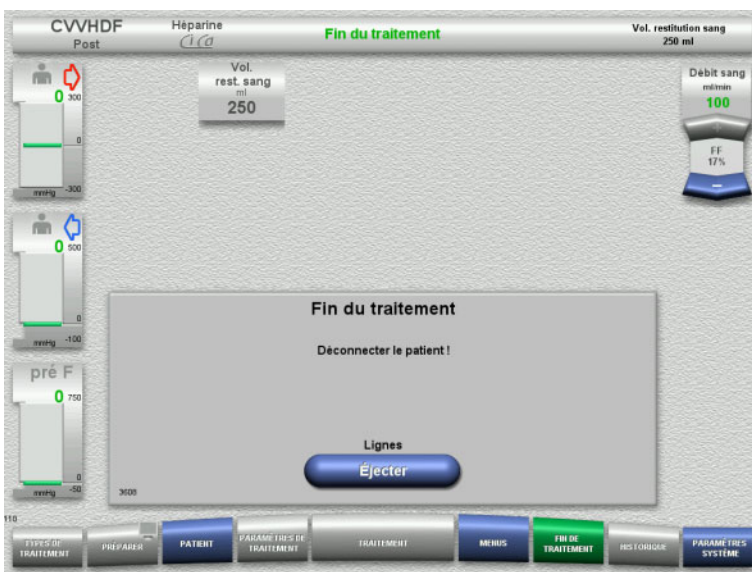 CVVHDF
Post
Héparine
Ci Ca
Fin du traitement
Vol. restitution sang
250 ml
0
300
0
mmHg
-300
Vol.
rest. sang
ml
250
Débit sang
ml/min
100
+
FF
17%
-
0
500
0
mmHg
-100
pré F
0
750
0
mmHg
-50
Fin du traitement
Déconnecter le patient !
Lignes
Éjecter
3608
110
TYPES DE
TRAITEMENT
PRÉPARER
PATIENT
PARAMÈTRES DE
TRAITEMENT
TRAITEMENT
MENUS
FIN DE
TRAITEMENT
HISTORIQUE
PARAMÈTRES
SYSTÈME